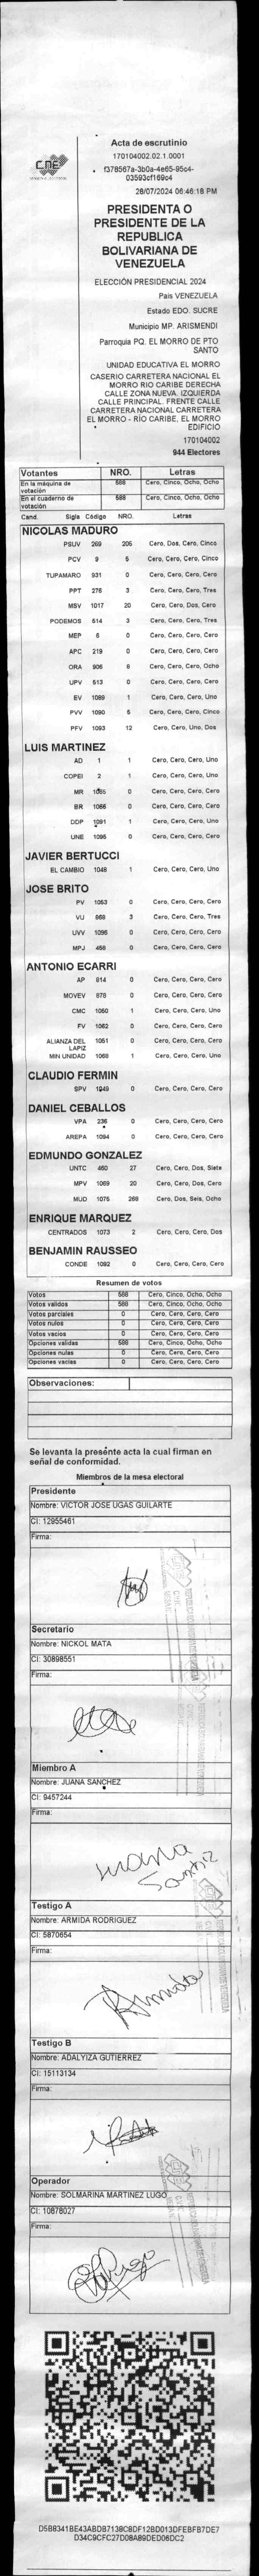 CNE
Acta de escrutinio
170104002.02.1.0001
f378567a-3b0a-4e65-95c4-
03593cf169c4
28/07/2024 06:46:18 PM
PRESIDENTA O
PRESIDENTE DE LA
REPUBLICA
BOLIVARIANA DE
VENEZUELA
ELECCIÓN PRESIDENCIAL 2024
Pais VENEZUELA
Estado EDO. SUCRE
Municipio MP. ARISMENDI
Parroquia PQ. EL MORRO DE PTO
SANTO
UNIDAD EDUCATIVA EL MORRO
CASERIO CARRETERA NACIONAL EL
MORRO RIO CARIBE DERECHA
CALLE ZONA NUEVA. IZQUIERDA
CALLE PRINCIPAL. FRENTE CALLE
CARRETERA NACIONAL CARRETERA
EL MORRO - RÍO CARIBE, EL MORRO
EDIFICIO
170104002
944 Electores
Votantes NRO. Letras
En la máquina de votación 588 Cero, Cinco, Ocho, Ocho
En el cuaderno de votación 588 Cero, Cinco, Ocho, Ocho
Cand. Sigla Código NRO. Letras
NICOLAS MADURO
PSUV 269 205 Cero, Dos, Cero, Cinco
PCV 9 5 Cero, Cero, Cero, Cinco
TUPAMARO 931 0 Cero, Cero, Cero, Cero
PPT 276 3 Cero, Cero, Cero, Tres
MSV 1017 20 Cero, Cero, Dos, Cero
PODEMOS 514 3 Cero, Cero, Cero, Tres
MEP 6 0 Cero, Cero, Cero, Cero
APC 219 0 Cero, Cero, Cero, Cero
ORA 906 8 Cero, Cero, Cero, Ocho
UPV 513 0 Cero, Cero, Cero, Cero
EV 1089 1 Cero, Cero, Cero, Uno
PVV 1090 5 Cero, Cero, Cero, Cinco
PFV 1093 12 Cero, Cero, Uno, Dos
LUIS MARTINEZ
AD 1 1 Cero, Cero, Cero, Uno
COPEI 2 1 Cero, Cero, Cero, Uno
MR 1085 0 Cero, Cero, Cero, Cero
BR 1066 0 Cero, Cero, Cero, Cero
DDP 1091 1 Cero, Cero, Cero, Uno
UNE 1095 0 Cero, Cero, Cero, Cero
JAVIER BERTUCCI
EL CAMBIO 1048 1 Cero, Cero, Cero, Uno
JOSE BRITO
PV 1053 0 Cero, Cero, Cero, Cero
VU 868 3 Cero, Cero, Cero, Tres
UVV 1096 0 Cero, Cero, Cero, Cero
MPJ 458 0 Cero, Cero, Cero, Cero
ANTONIO ECARRI
AP 814 0 Cero, Cero, Cero, Cero
MOVEV 878 0 Cero, Cero, Cero, Cero
CMC 1050 1 Cero, Cero, Cero, Uno
FV 1062 0 Cero, Cero, Cero, Cero
ALIANZA DEL LAPIZ 1051 0 Cero, Cero, Cero, Cero
MIN UNIDAD 1068 1 Cero, Cero, Cero, Uno
CLAUDIO FERMIN
SPV 1049 0 Cero, Cero, Cero, Cero
DANIEL CEBALLOS
VPA 236 0 Cero, Cero, Cero, Cero
AREPA 1094 0 Cero, Cero, Cero, Cero
EDMUNDO GONZALEZ
UNTC 460 27 Cero, Cero, Dos, Siete
MPV 1069 20 Cero, Cero, Dos, Cero
MUD 1075 268 Cero, Dos, Seis, Ocho
ENRIQUE MARQUEZ
CENTRADOS 1073 2 Cero, Cero, Cero, Dos
BENJAMIN RAUSSEO
CONDE 1092 0 Cero, Cero, Cero, Cero
Resumen de votos
Votos 588 Cero, Cinco, Ocho, Ocho
Votos validos 588 Cero, Cinco, Ocho, Ocho
Votos parciales 0 Cero, Cero, Cero, Cero
Votos nulos 0 Cero, Cero, Cero, Cero
Votos vacios 0 Cero, Cero, Cero, Cero
Opciones validas 588 Cero, Cinco, Ocho, Ocho
Opciones nulas 0 Cero, Cero, Cero, Cero
Opciones vacias 0 Cero, Cero, Cero, Cero
Observaciones:
Se levanta la presente acta la cual firman en
señal de conformidad.
Miembros de la mesa electoral
Presidente
Nombre: VICTOR JOSE UGAS GUILARTE
CI: 12955461
Firma:
Secretario
Nombre: NICKOL MATA
CI: 30898551
Firma:
Miembro A
Nombre: JUANA SANCHEZ
CI: 9457244
Firma:
Testigo A
Nombre: ARMIDA RODRIGUEZ
CI: 5870654
Firma:
Armida
Testigo B
Nombre: ADALYIZA GUTIERREZ
CI: 15113134
Firma:
Operador
Nombre: SOLMARINA MARTINEZ LUGO
CI: 10878027
Firma:
D5B8341BE43ABDB7138C8DF12BD013DFEBFB7DE7
D34C9CFC27D08A89DED06DC2